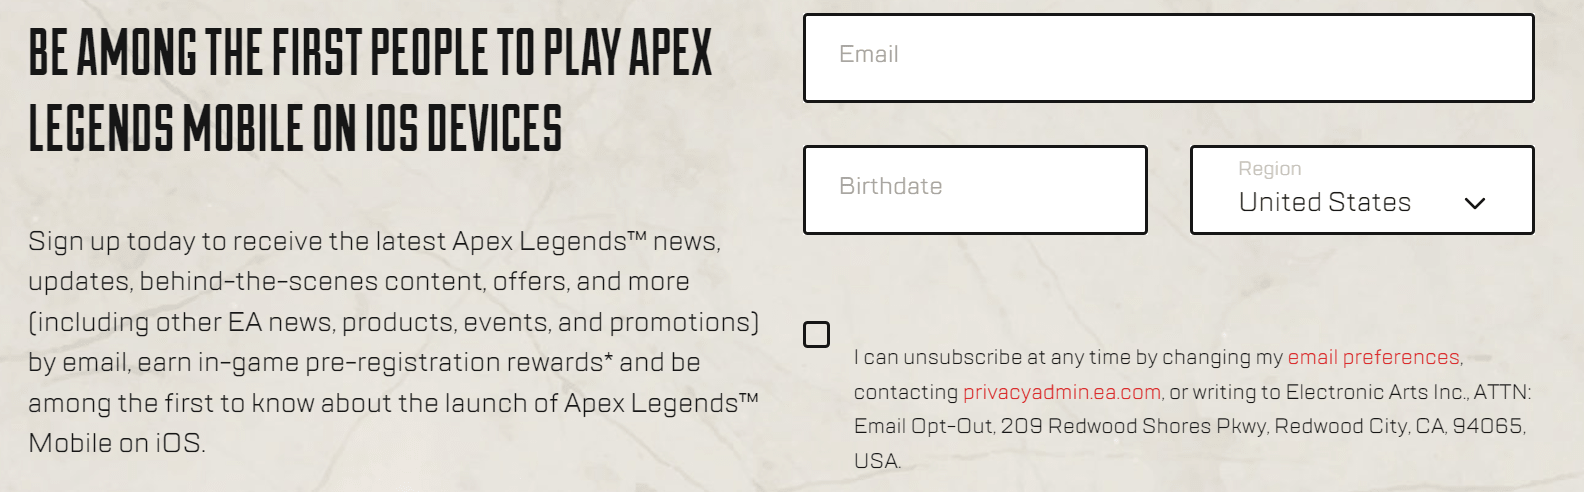 BE AMONG THE FIRST PEOPLE TO PLAY APEX
LEGENDS MOBILE ON IOS DEVICES
Sign up today to receive the latest Apex Legends™ news,
updates, behind-the-scenes content, offers, and more
(including other EA news, products, events, and promotions)
by email, earn in-game pre-registration rewards* and be
among the first to know about the launch of Apex Legends™
Mobile on iOS.
Email
Birthdate
Region
United States
I can unsubscribe at any time by changing my email preferences,
contacting privacyadmin.ea.com, or writing to Electronic Arts Inc., ATTN:
Email Opt-Out, 209 Redwood Shores Pkwy, Redwood City, CA, 94065,
USA.